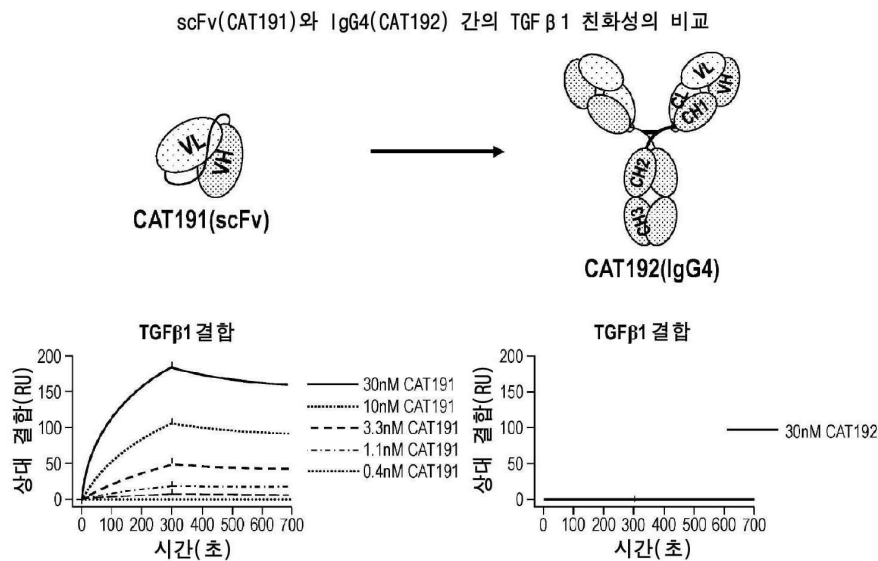 scFv(CAT191)와 IgG4(CAT192) 간의 TGFβ1 친화성의 비교
VL
VH
CAT191(scFv)
VL
VH
CL
CH1
CH2
CH3
CAT192(IgG4)
TGFβ1 결합
상대 결합(RU)
200
150
100
50
0
0 100 200 300 400 500 600 700
시간(초)
30nM CAT191
10nM CAT191
3.3nM CAT191
1.1nM CAT191
0.4nM CAT191
TGFβ1 결합
상대 결합(RU)
200
150
100
50
0
0 100 200 300 400 500 600 700
시간(초)
30nM CAT192